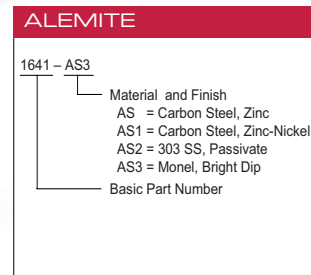 ALEMITE
1641 – AS3
Material and Finish
AS = Carbon Steel, Zinc
AS1 = Carbon Steel, Zinc-Nickel
AS2 = 303 SS, Passivate
AS3 = Monel, Bright Dip
Basic Part Number